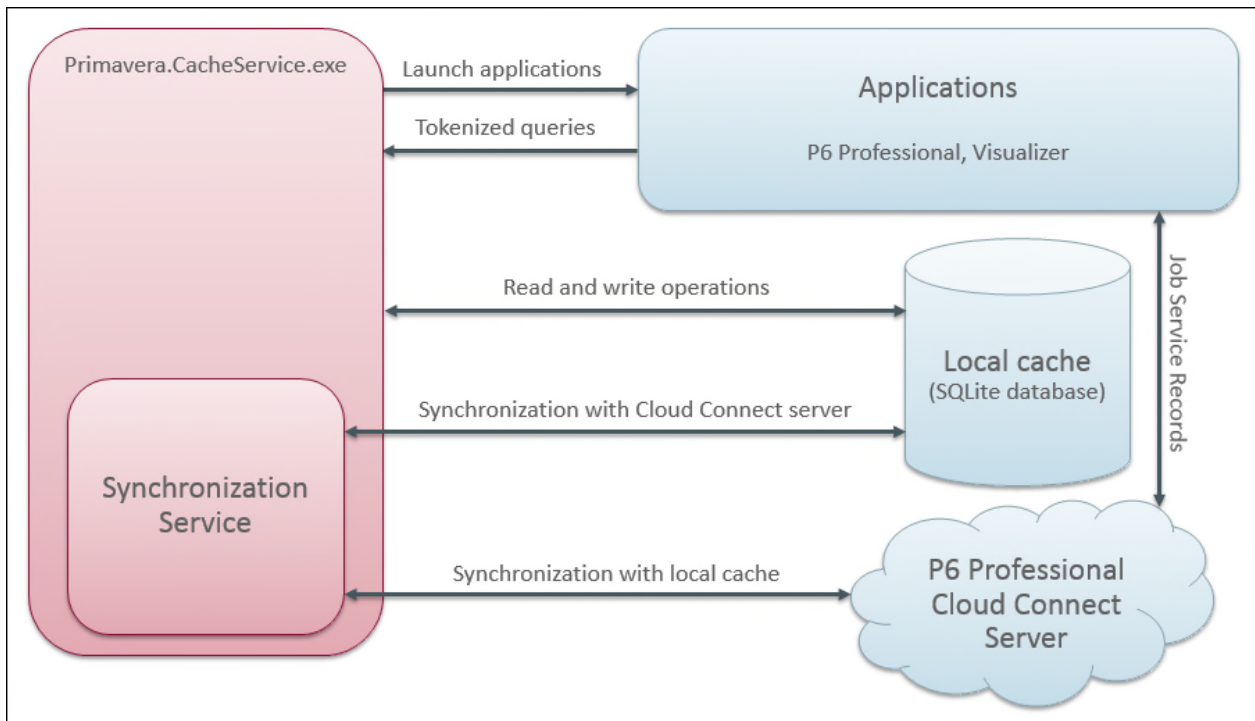 Primavera.CacheService.exe
Launch applications
Applications
Tokenized queries
P6 Professional, Visualizer
Read and write operations
Job Service Records
Local cache
(SQLite database)
Synchronization with Cloud Connect server
Synchronization
Service
Synchronization with local cache
P6 Professional
Cloud Connect
Server